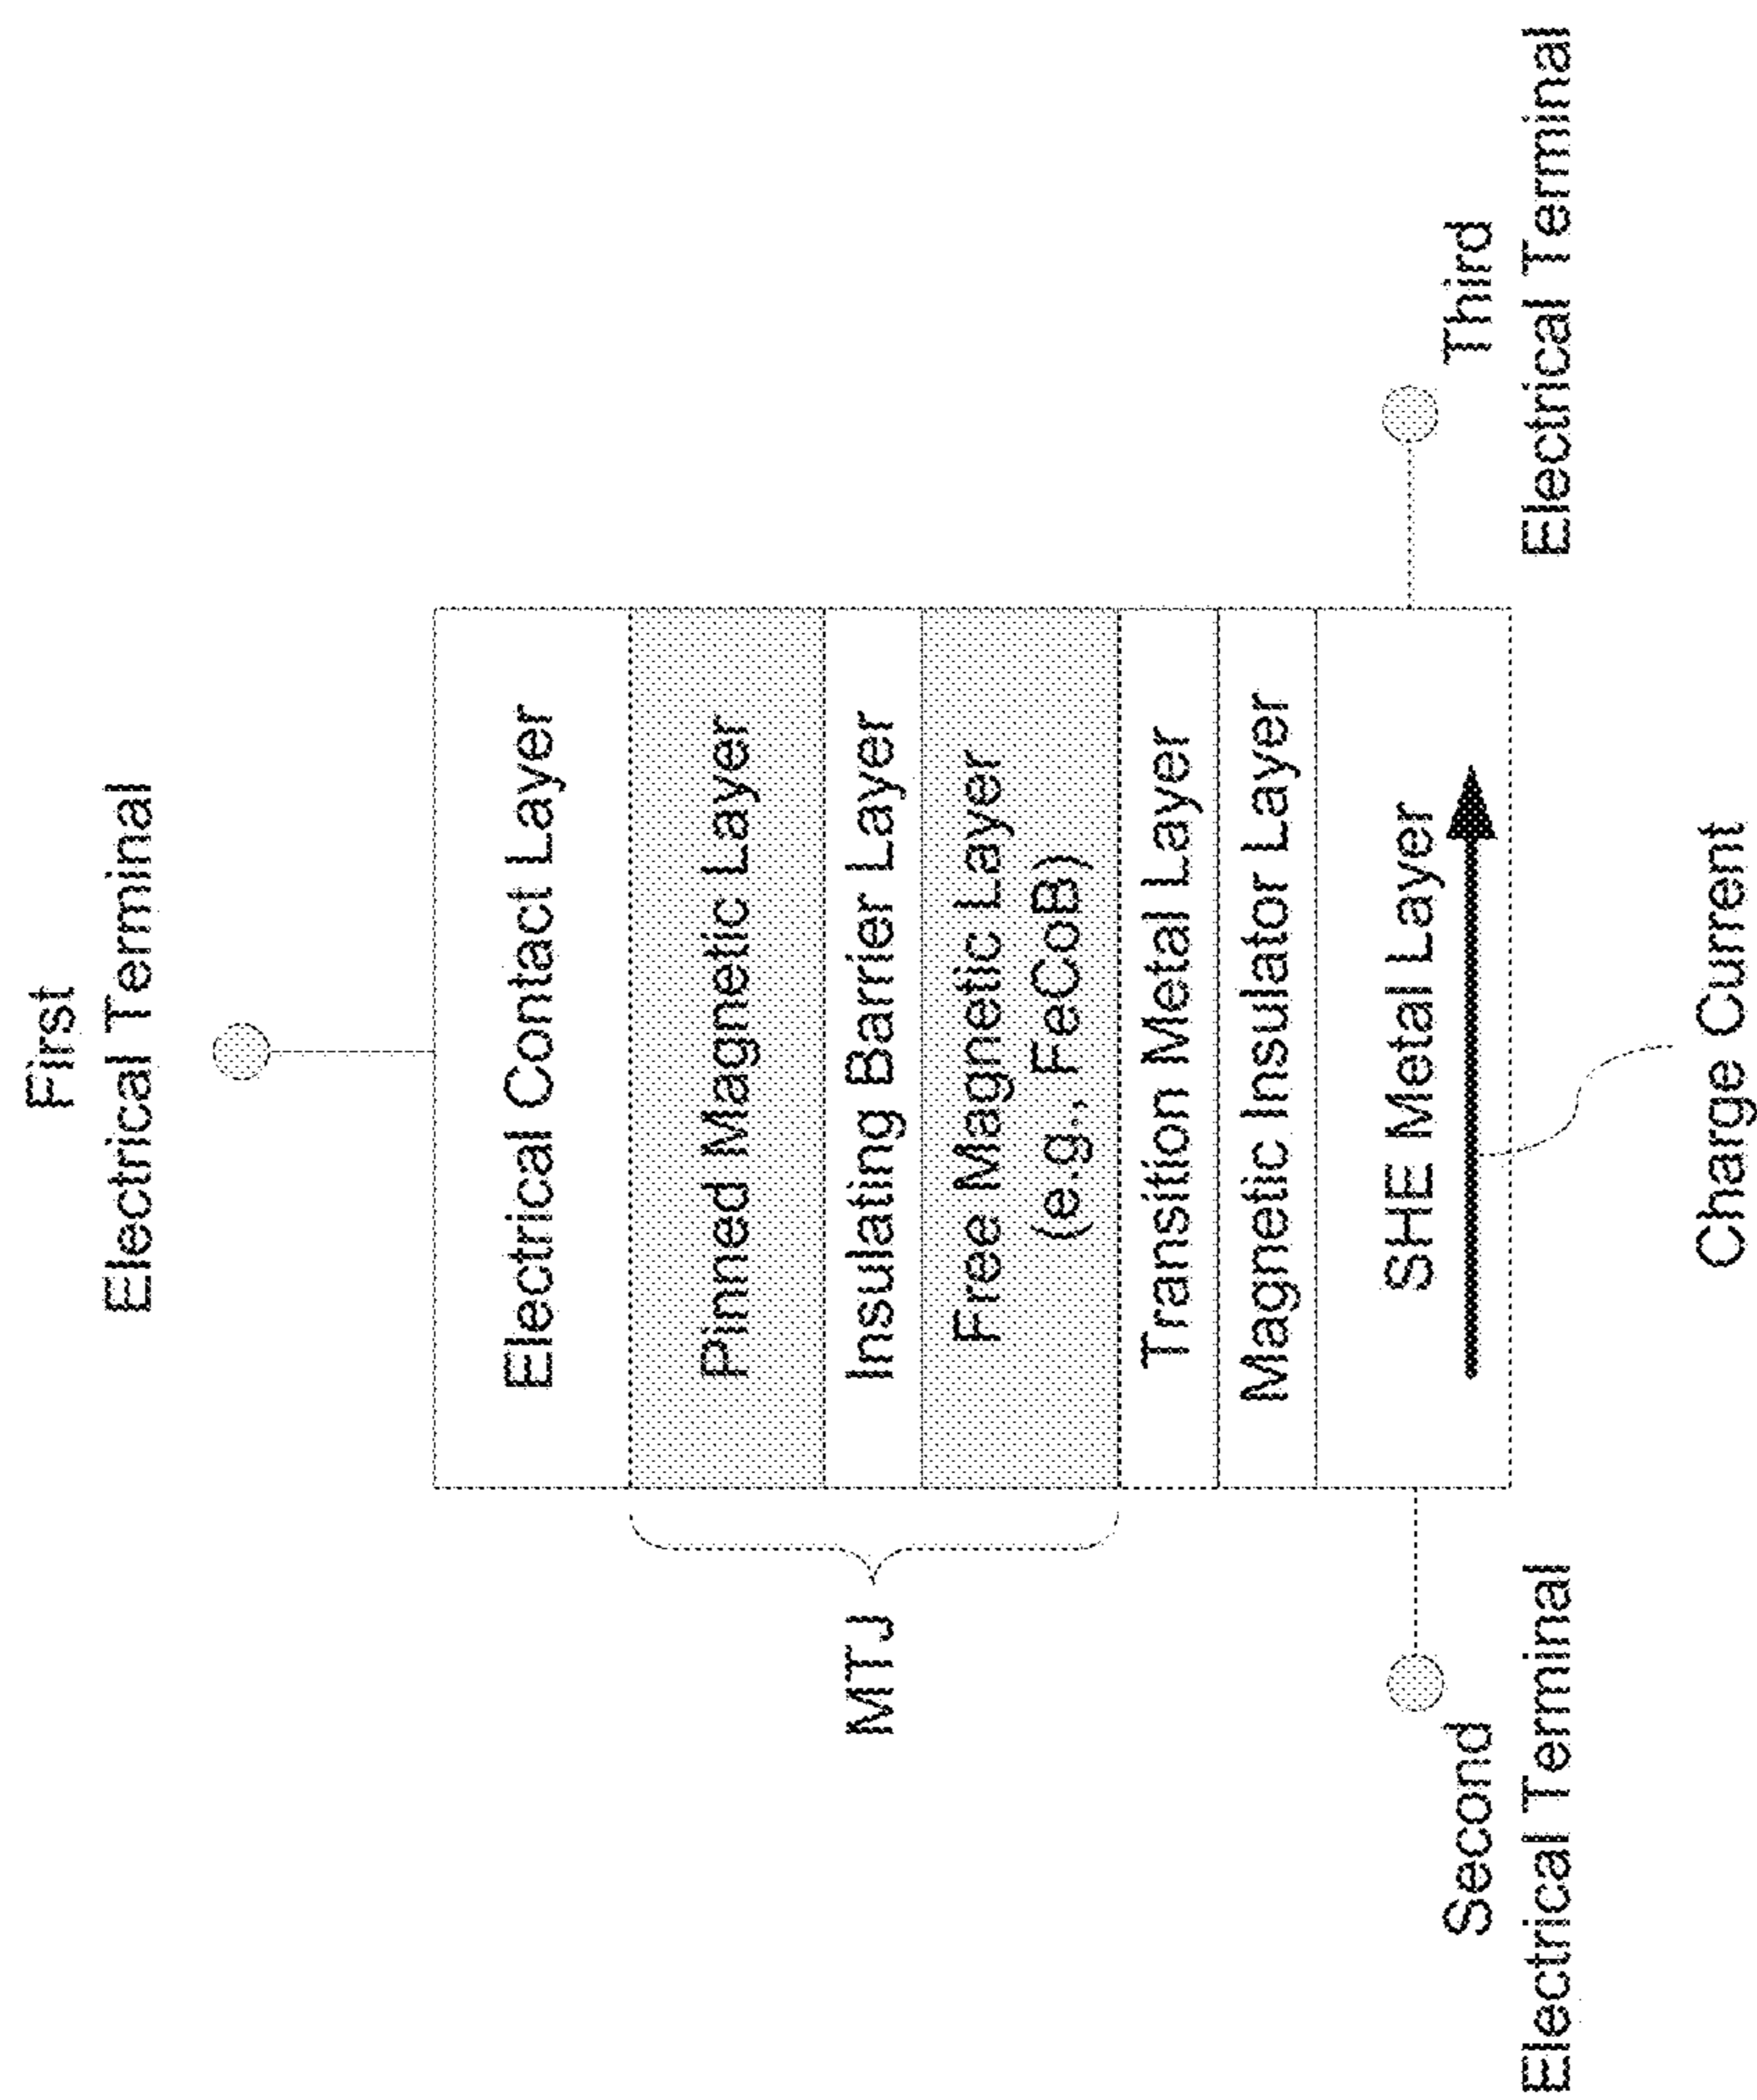 First
Electrical Terminal
Electrical Contact Layer
Pinned Magnetic Layer
Insulating Barrier Layer
Free Magnetic Layer
(e.g., FeCoB)
Transition Metal Layer
Magnetic Insulator Layer
SHE Metal Layer
MTJ
Second
Electrical Terminal
Third
Electrical Terminal
Charge Current